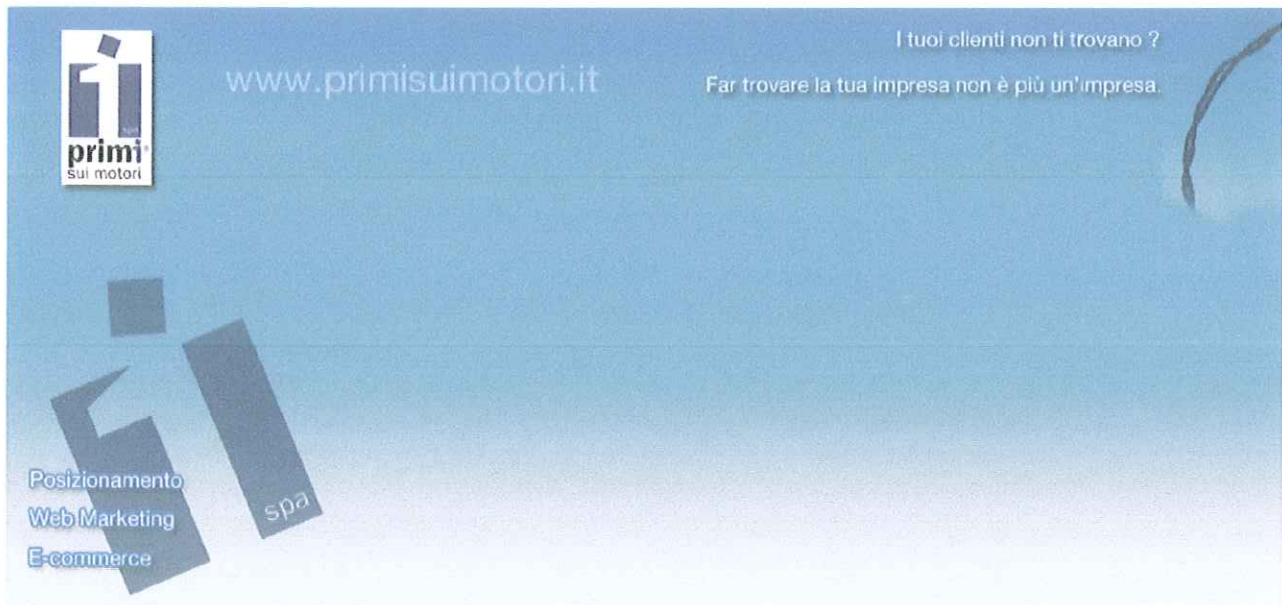 spa
primi
sui motori
www.primisuimotori.it
I tuoi clienti non ti trovano ?
Far trovare la tua impresa non è più un'impresa.
spa
Posizionamento
Web Marketing
E-commerce